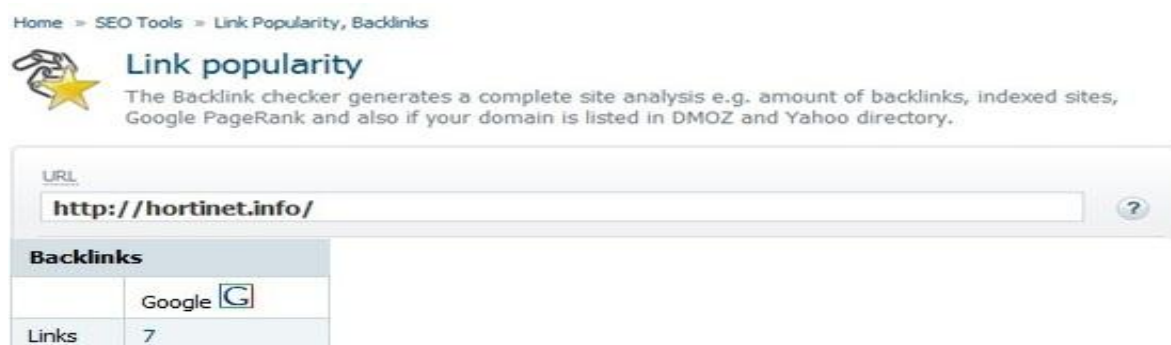 Home » SEO Tools » Link Popularity, Backlinks
Link popularity
The Backlink checker generates a complete site analysis e.g. amount of backlinks, indexed sites,
Google PageRank and also if your domain is listed in DMOZ and Yahoo directory.
URL
http://hortinet.info/
?
Backlinks
Google G
Links 7